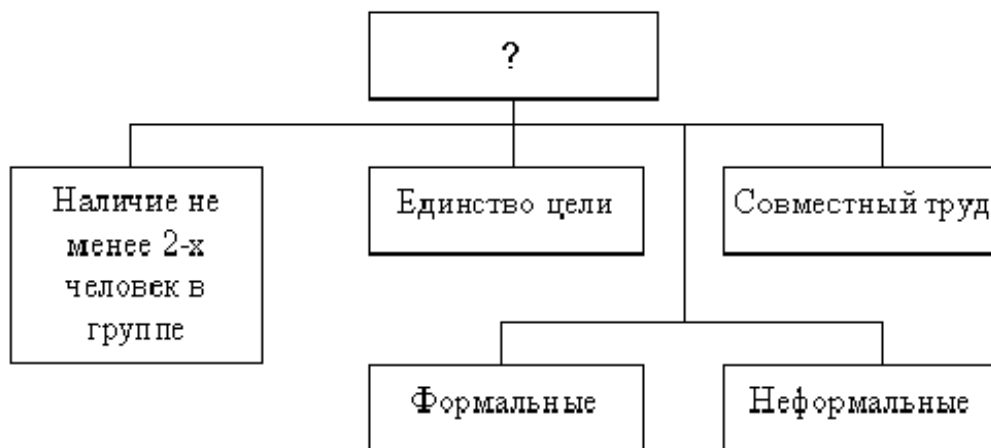 ?
Наличие не
менее 2-х
человек в
группе
Единство цели
Совместный труд
Формальные
Неформальные